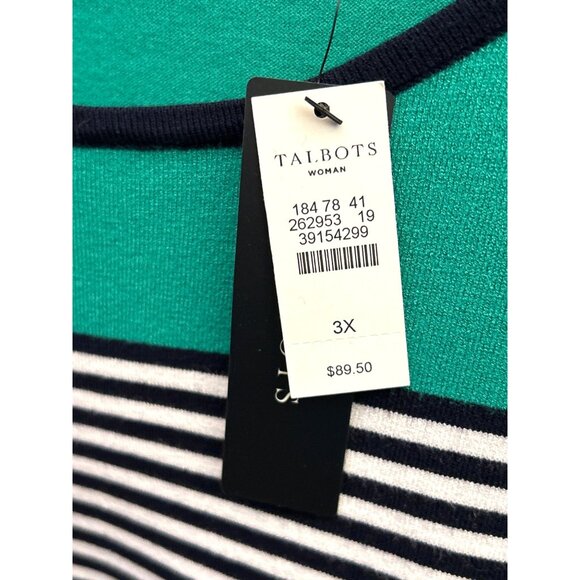 TALBOTS
WOMAN
184 78 41
262953 19
39154299
3X
$89.50